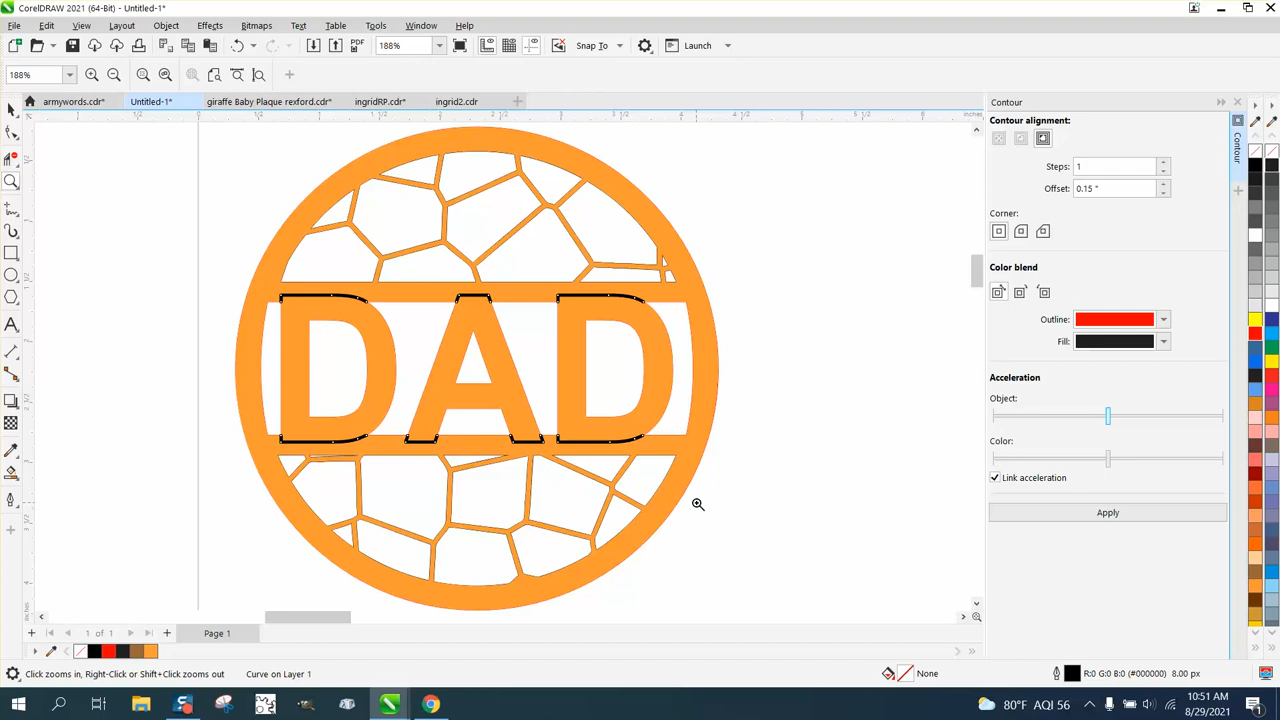 CorelDRAW 2021 (64-Bit) - Untitled-1*
File Edit View Layout Object Effects Bitmaps Text Table Tools Window Help
PDF 188% Snap To Launch
188%
armywords.cdr* Untitled-1* giraffe Baby Plaque rexford.cdr* ingridRP.cdr* ingrid2.cdr
Contour
Contour alignment:
Steps: 1
Offset: 0.15 "
Corner:
Color blend
Outline:
Fill:
Acceleration
Object:
Color:
Link acceleration
Apply
Contour
inches
inches
DAD
1 of 1 Page 1
Click zooms in, Right-Click or Shift+Click zooms out Curve on Layer 1 None R:0 G:0 B:0 (#000000) 8.00 px
80°F AQI 56 10:51 AM
8/29/2021